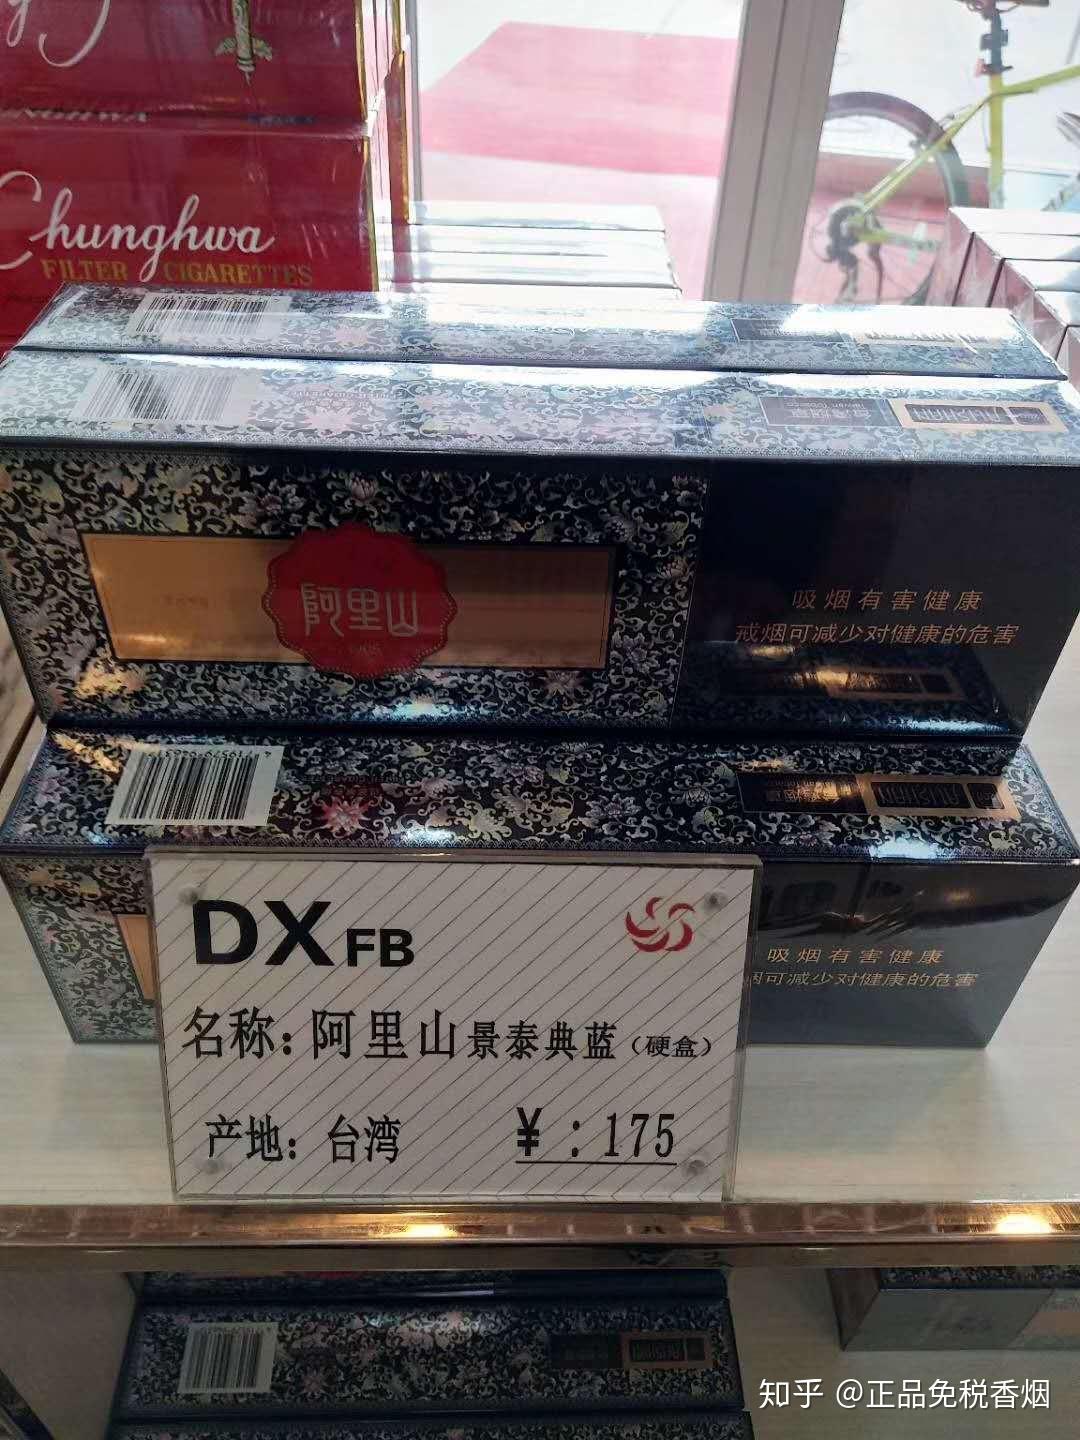 Chunghwa
FILTER CIGARETTES
阿里山
吸烟有害健康
戒烟可减少对健康的危害
吸烟有害健康
烟可减少对健康的危害
DXFB
名称:阿里山景泰典蓝(硬盒)
产地:台湾 ¥:175
知乎 @正品免税香烟